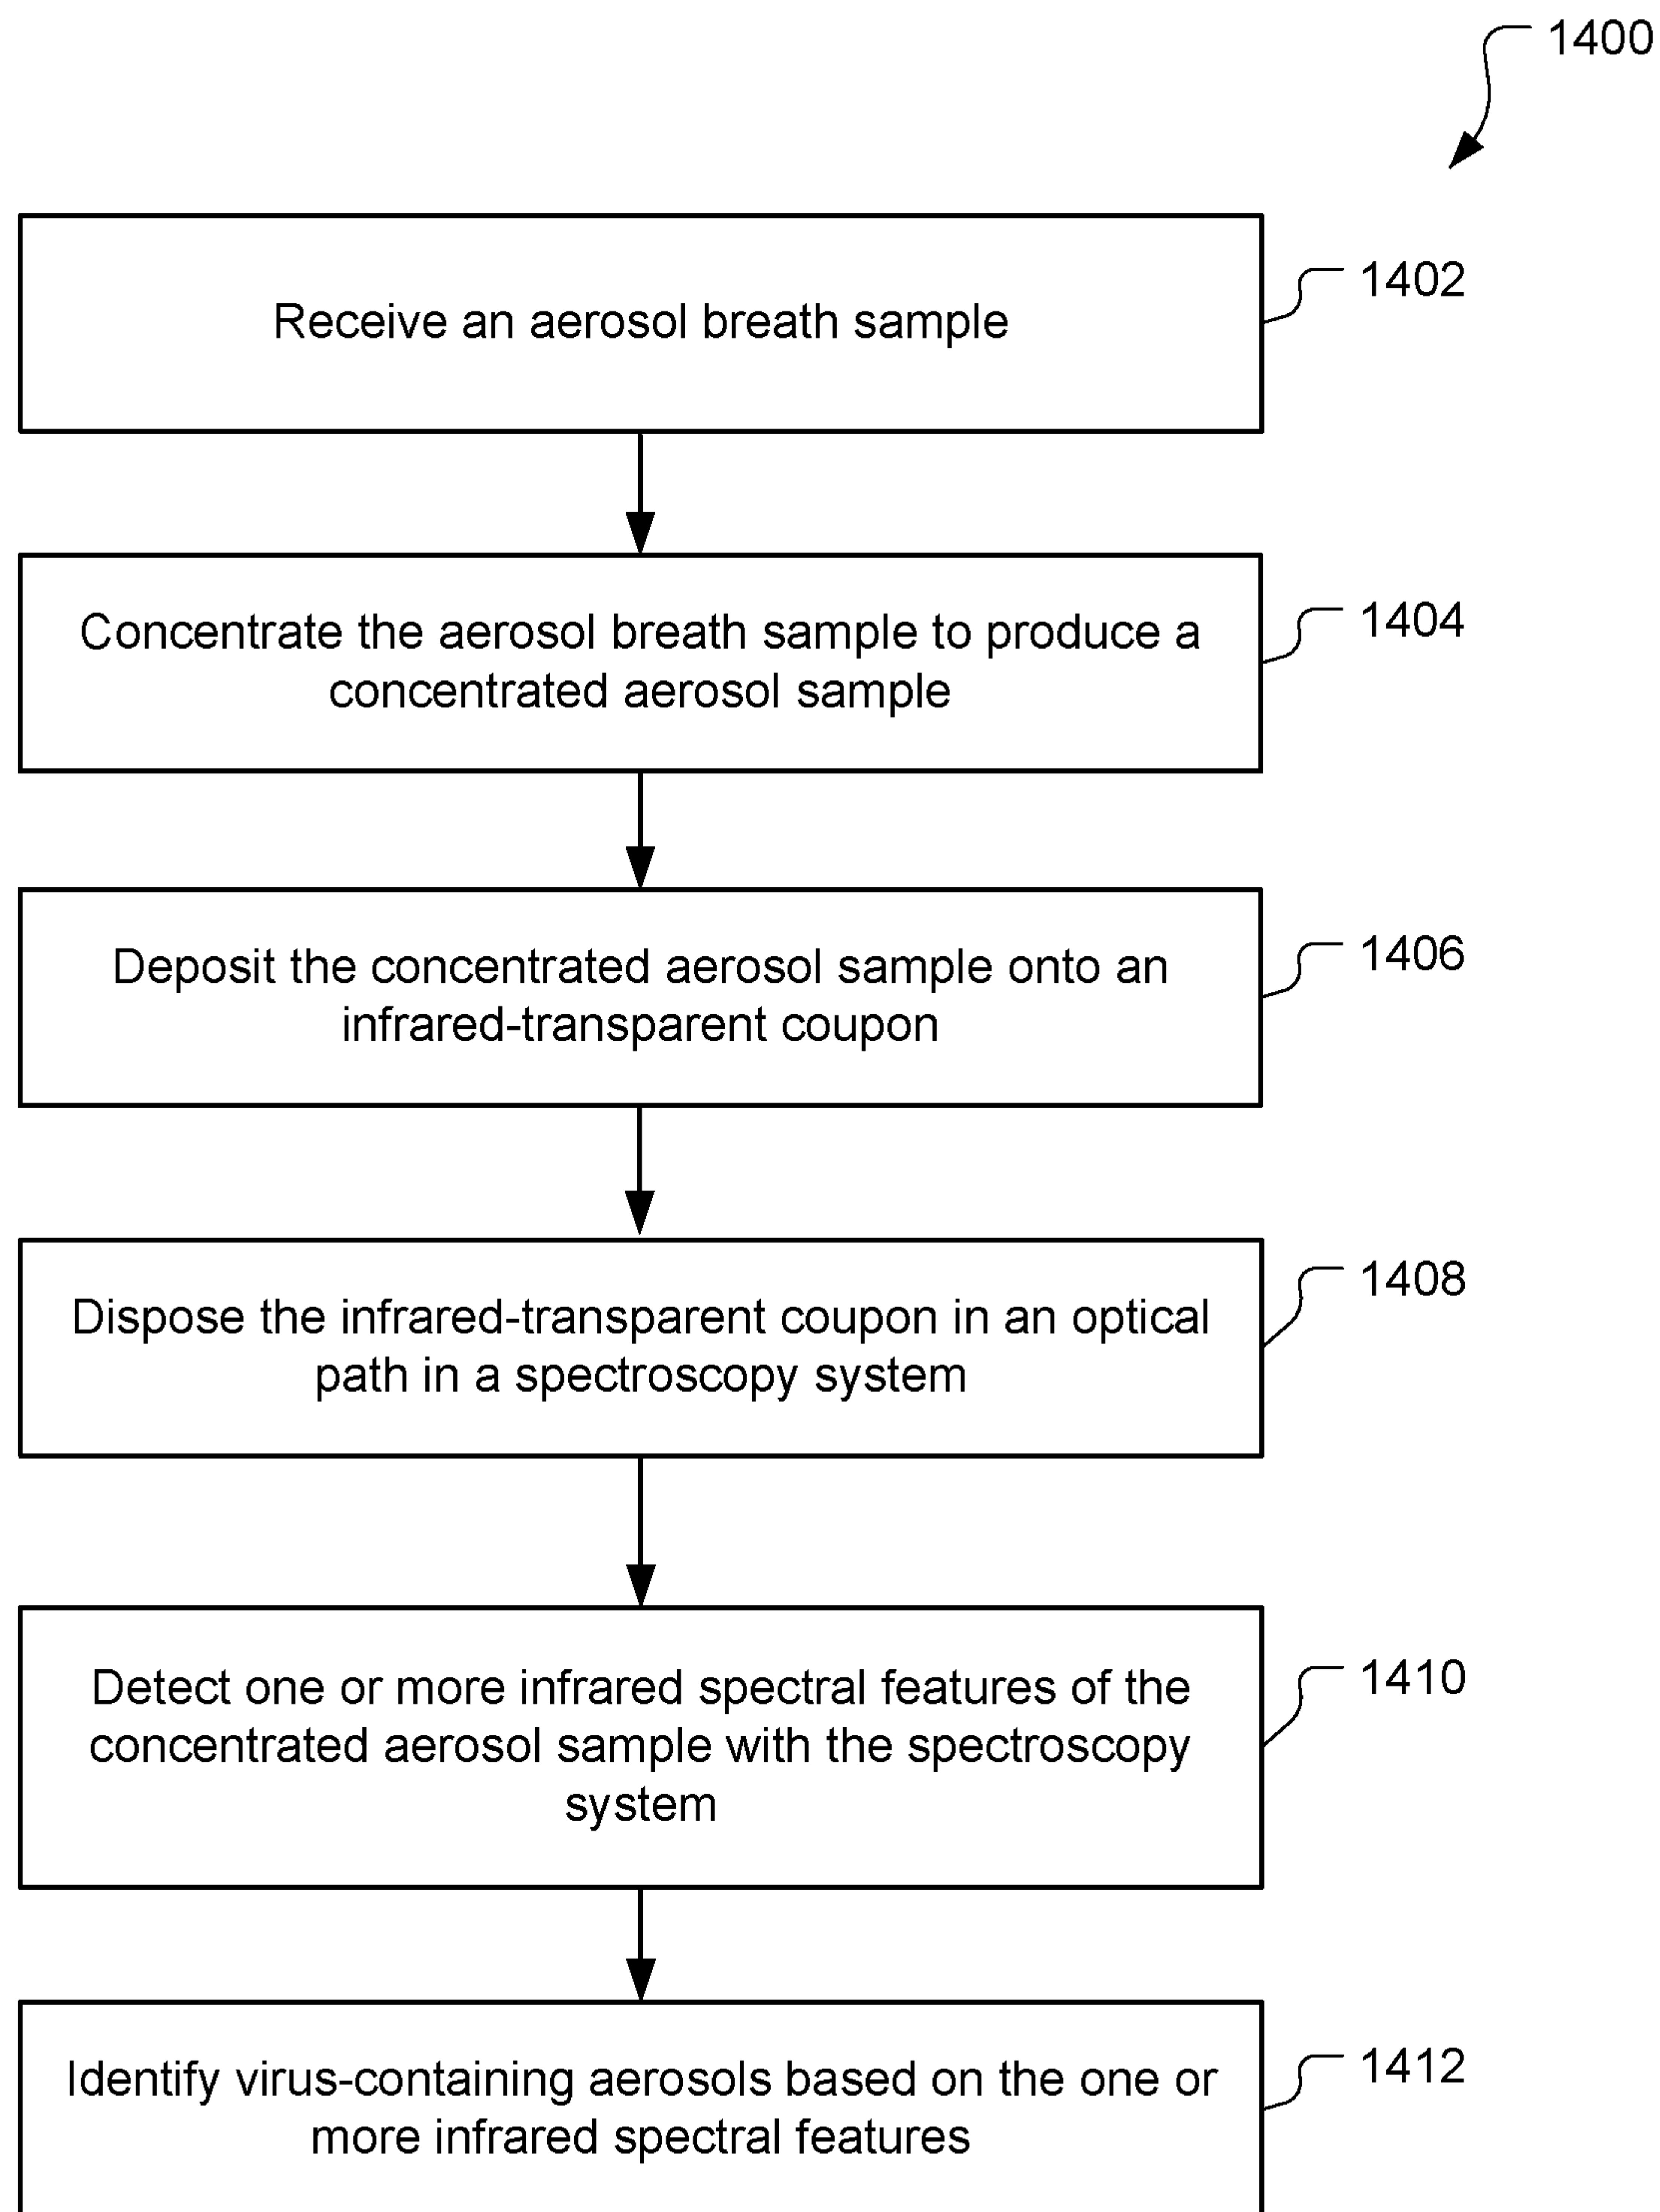 1400
Receive an aerosol breath sample
1402
Concentrate the aerosol breath sample to produce a
concentrated aerosol sample
1404
Deposit the concentrated aerosol sample onto an
infrared-transparent coupon
1406
Dispose the infrared-transparent coupon in an optical
path in a spectroscopy system
1408
Detect one or more infrared spectral features of the
concentrated aerosol sample with the spectroscopy
system
1410
Identify virus-containing aerosols based on the one or
more infrared spectral features
1412